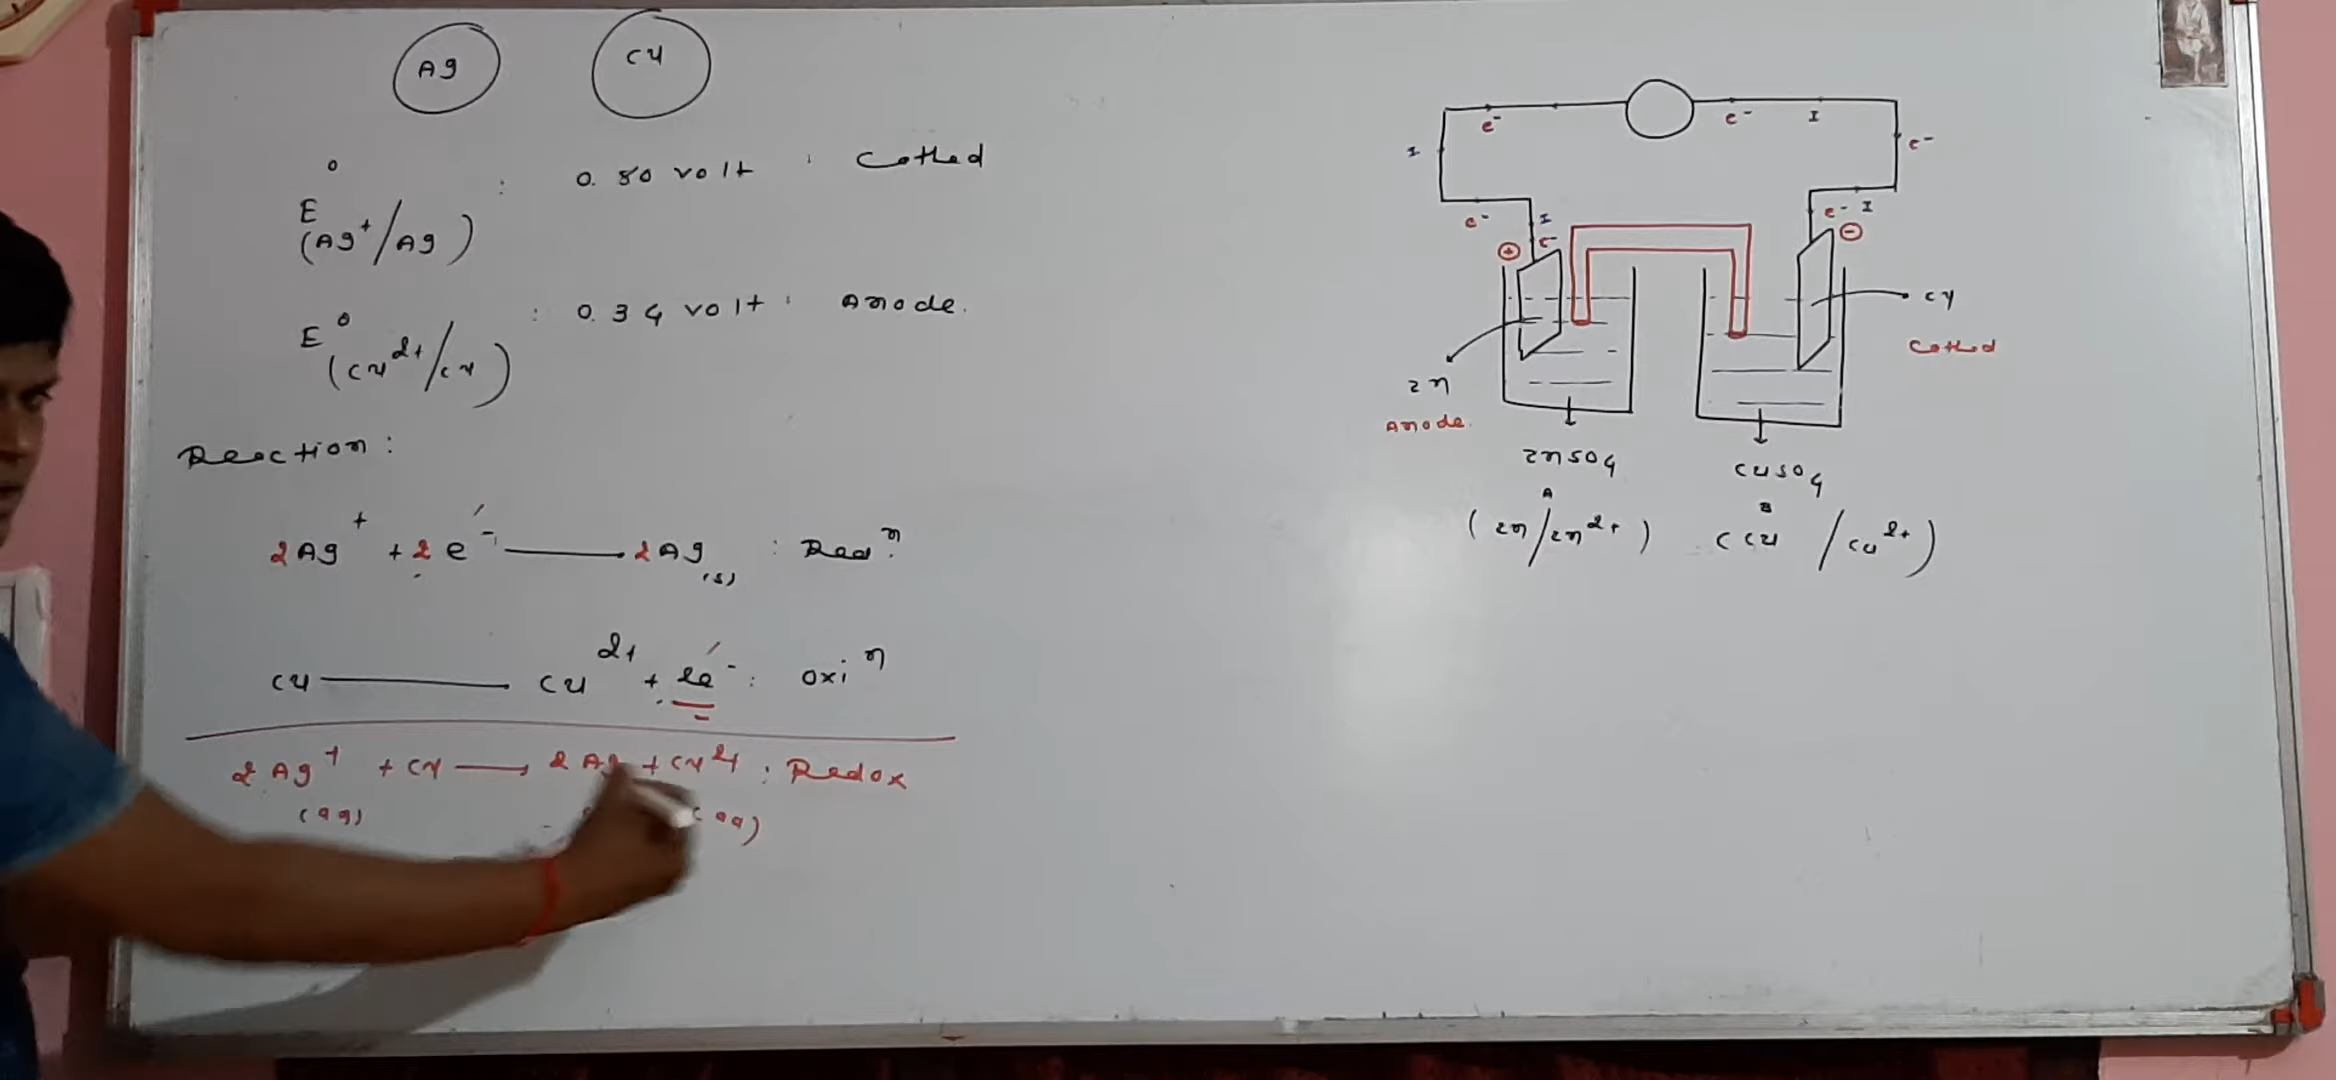 Ag Cu
E° (Ag⁺/Ag) : 0.80 volt : Cathod
E° (Cu²⁺/Cu) : 0.34 volt : Anode.
Reaction :
2Ag⁺ + 2e⁻ → 2Ag (s) : Redⁿ.
Cu → Cu²⁺ + 2e⁻ : oxiⁿ
2Ag⁺ + Cu → 2Ag + Cu²⁺ : Redox
(aq) (aq)
e⁻ e⁻ I
I e⁻
e⁻ I e⁻ I
+ e⁻ −
Cu
Cathod
Zn
Anode.
ZnSO₄ CuSO₄
A B
(Zn/Zn²⁺) (Cu/Cu²⁺)